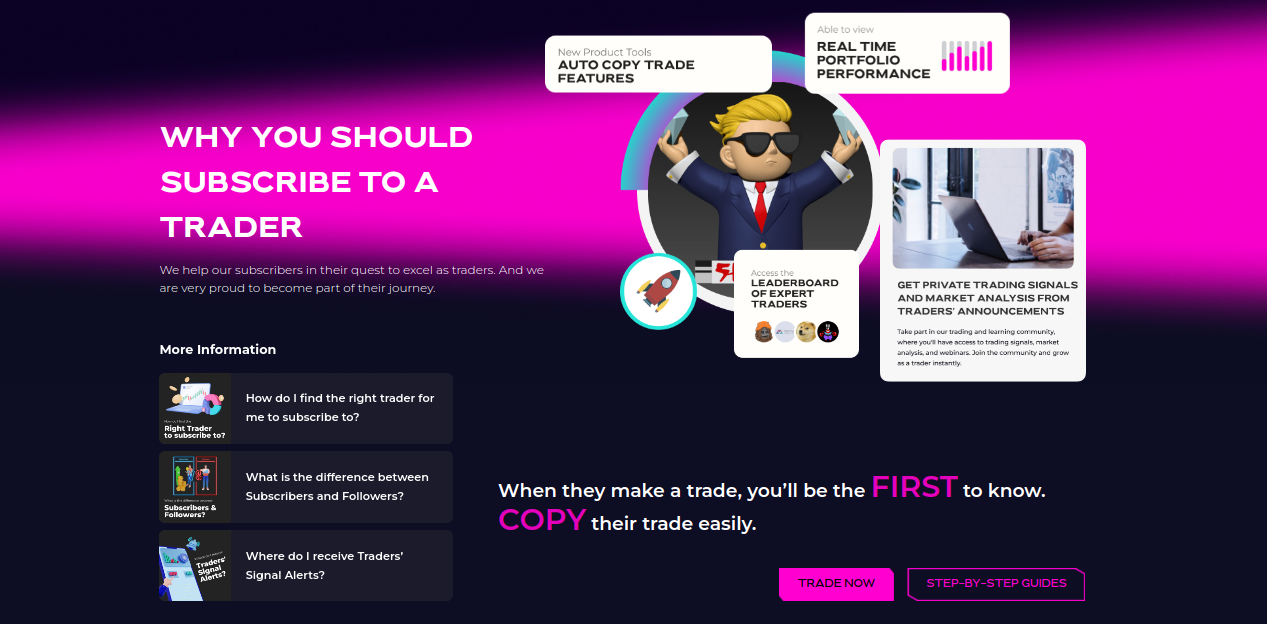 New Product Tools
AUTO COPY TRADE
FEATURES
Able to view
REAL TIME
PORTFOLIO
PERFORMANCE
WHY YOU SHOULD
SUBSCRIBE TO A
TRADER
We help our subscribers in their quest to excel as traders. And we
are very proud to become part of their journey.
Access the
LEADERBOARD
OF EXPERT
TRADERS
GET PRIVATE TRADING SIGNALS
AND MARKET ANALYSIS FROM
TRADERS' ANNOUNCEMENTS
Take part in our trading and learning community,
where you'll have access to trading signals, market
analysis, and webinars. Join the community and grow
as a trader instantly.
More Information
Right Trader
to subscribe to?
How do I find the right trader for
me to subscribe to?
What is the difference between
Subscribers &
Followers?
What is the difference between
Subscribers and Followers?
Traders'
Signal
Alerts?
Where do I receive Traders’
Signal Alerts?
When they make a trade, you’ll be the FIRST to know.
COPY their trade easily.
TRADE NOW
STEP-BY-STEP GUIDES